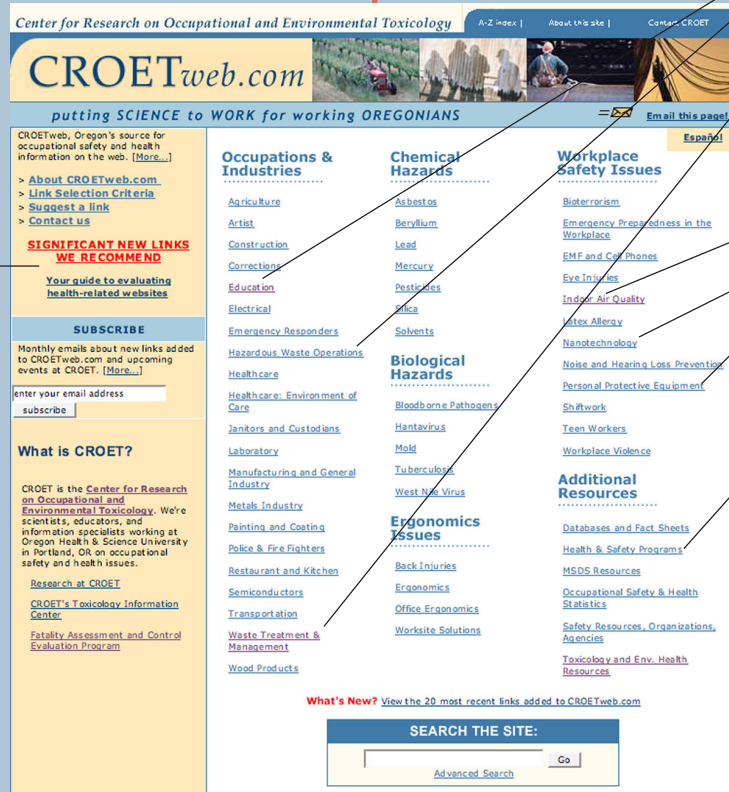 Center for Research on Occupational and Environmental Toxicology
A-Z index |
About this site |
Contact CROET
CROETweb.com
putting SCIENCE to WORK for working OREGONIANS
Email this page!
Español
CROETweb, Oregon's source for
occupational safety and health
information on the web. [More...]
> About CROETweb.com
> Link Selection Criteria
> Suggest a link
> Contact us
SIGNIFICANT NEW LINKS
WE RECOMMEND
Your guide to evaluating
health-related websites
SUBSCRIBE
Monthly emails about new links added
to CROETweb.com and upcoming
events at CROET. [More...]
enter your email address
subscribe
What is CROET?
CROET is the Center for Research
on Occupational and
Environmental Toxicology. We're
scientists, educators, and
information specialists working at
Oregon Health & Science University
in Portland, OR on occupational
safety and health issues.
Research at CROET
CROET's Toxicology Information
Center
Fatality Assessment and Control
Evaluation Program
Occupations &
Industries
Agriculture
Artist
Construction
Corrections
Education
Electrical
Emergency Responders
Hazardous Waste Operations
Healthcare
Healthcare: Environment of
Care
Janitors and Custodians
Laboratory
Manufacturing and General
Industry
Metals Industry
Painting and Coating
Police & Fire Fighters
Restaurant and Kitchen
Semiconductors
Transportation
Waste Treatment &
Management
Wood Products
Chemical
Hazards
Asbestos
Beryllium
Lead
Mercury
Pesticides
Silica
Solvents
Biological
Hazards
Bloodborne Pathogens
Hantavirus
Mold
Tuberculosis
West Nile Virus
Ergonomics
Issues
Back Injuries
Ergonomics
Office Ergonomics
Worksite Solutions
Workplace
Safety Issues
Bioterrorism
Emergency Preparedness in the
Workplace
EMF and Cell Phones
Eye Injuries
Indoor Air Quality
Latex Allergy
Nanotechnology
Noise and Hearing Loss Prevention
Personal Protective Equipment
Shiftwork
Teen Workers
Workplace Violence
Additional
Resources
Databases and Fact Sheets
Health & Safety Programs
MSDS Resources
Occupational Safety & Health
Statistics
Safety Resources, Organizations,
Agencies
Toxicology and Env. Health
Resources
What's New? View the 20 most recent links added to CROETweb.com
SEARCH THE SITE:
Go
Advanced Search